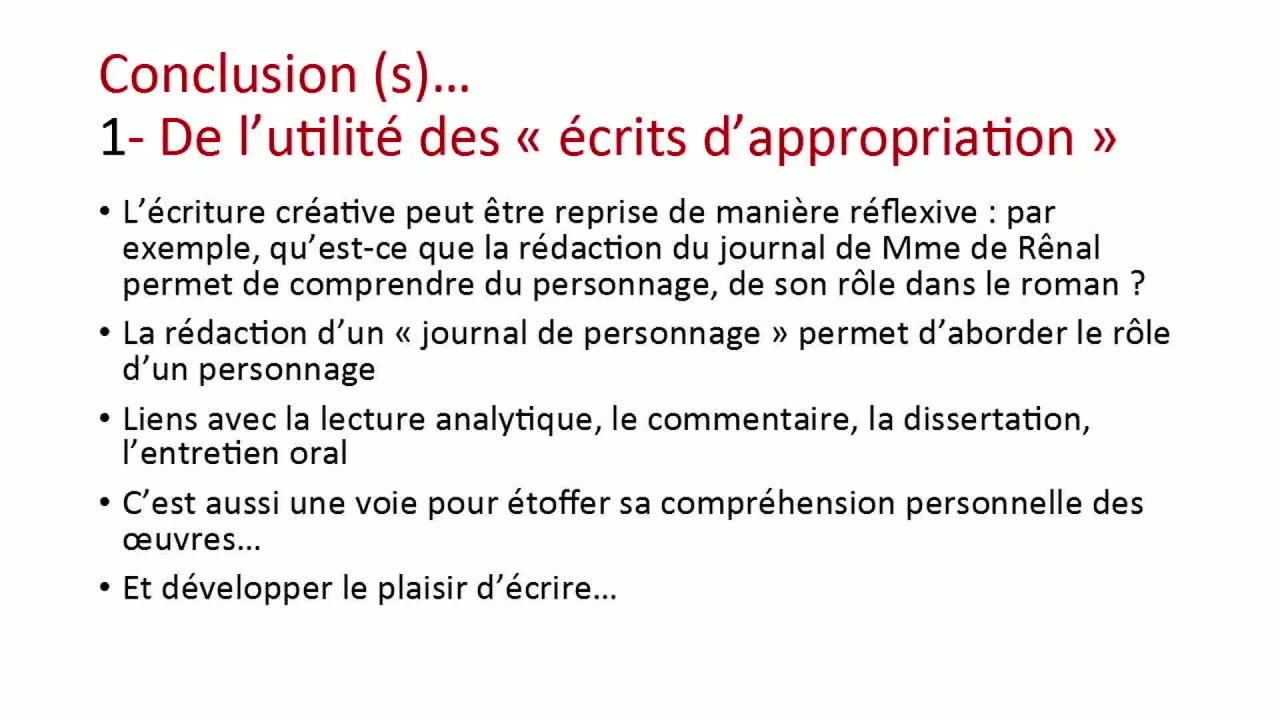 Conclusion (s)…
1- De l’utilité des « écrits d’appropriation »
• L’écriture créative peut être reprise de manière réflexive : par
exemple, qu’est-ce que la rédaction du journal de Mme de Rênal
permet de comprendre du personnage, de son rôle dans le roman ?
• La rédaction d’un « journal de personnage » permet d’aborder le rôle
d’un personnage
• Liens avec la lecture analytique, le commentaire, la dissertation,
l’entretien oral
• C’est aussi une voie pour étoffer sa compréhension personnelle des
œuvres…
• Et développer le plaisir d’écrire…